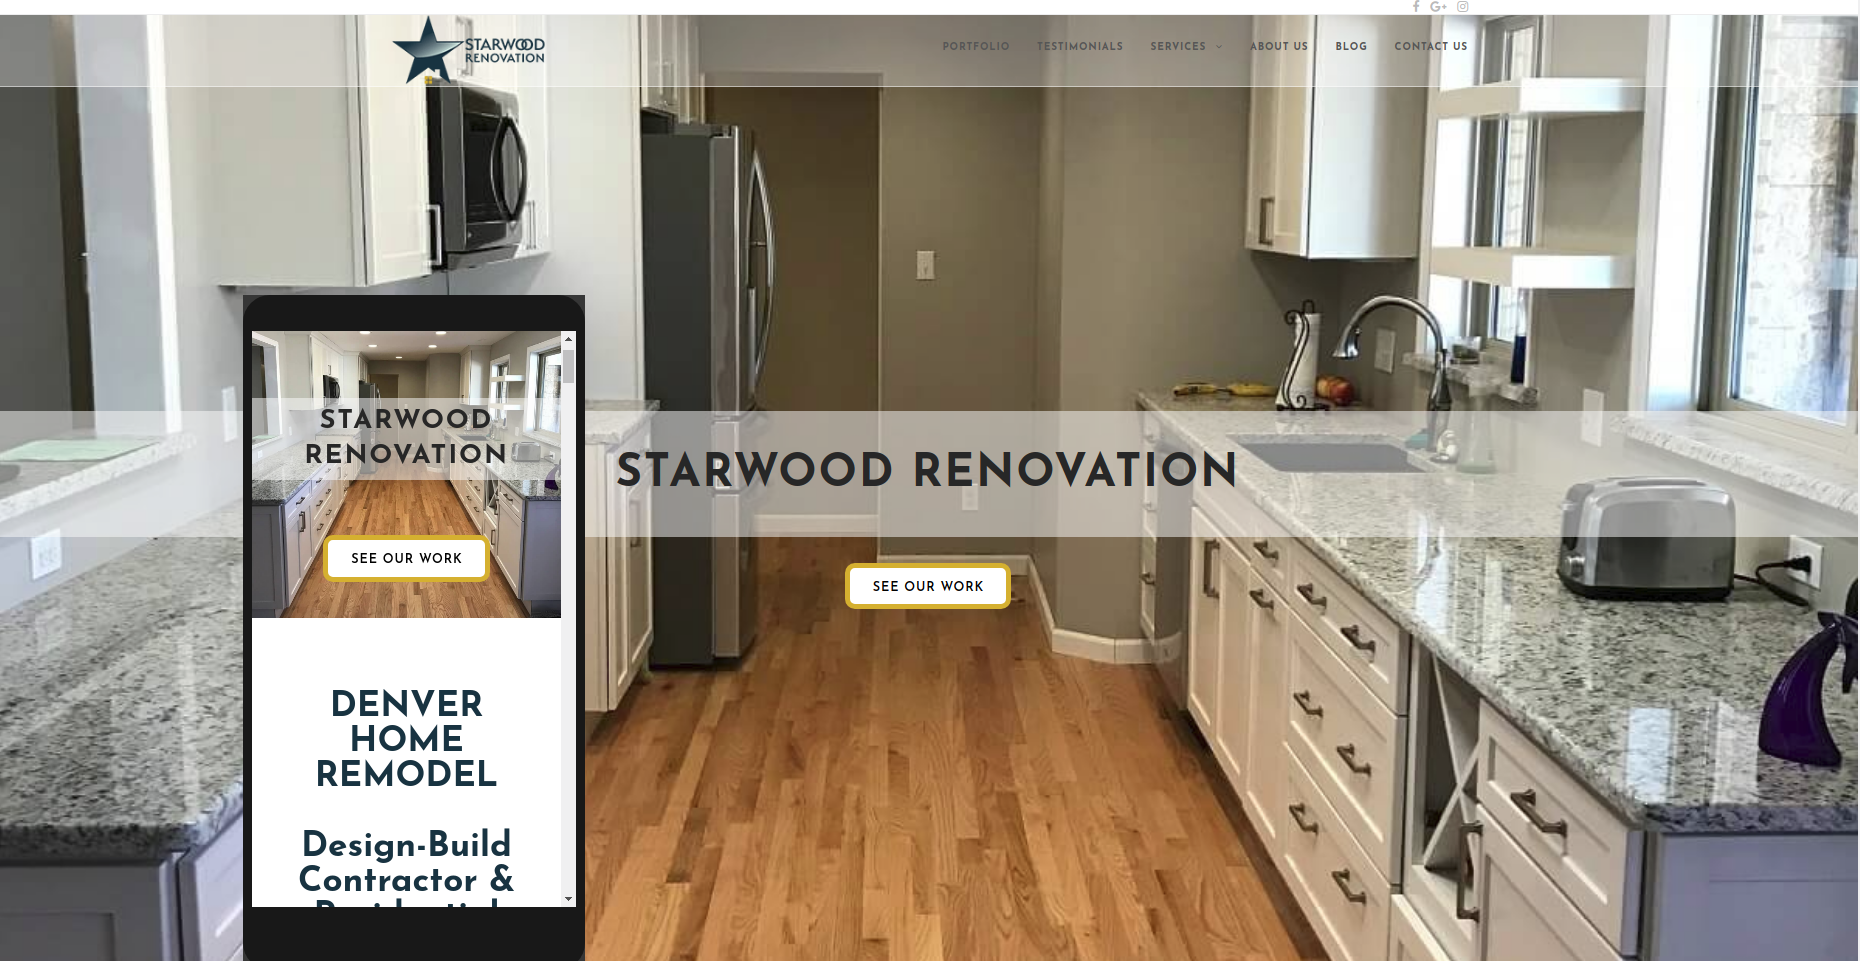 STARWOOD
RENOVATION
PORTFOLIO
TESTIMONIALS
SERVICES
ABOUT US
BLOG
CONTACT US
STARWOOD
RENOVATION
SEE OUR WORK
DENVER
HOME
REMODEL
Design-Build
Contractor &
STARWOOD RENOVATION
SEE OUR WORK